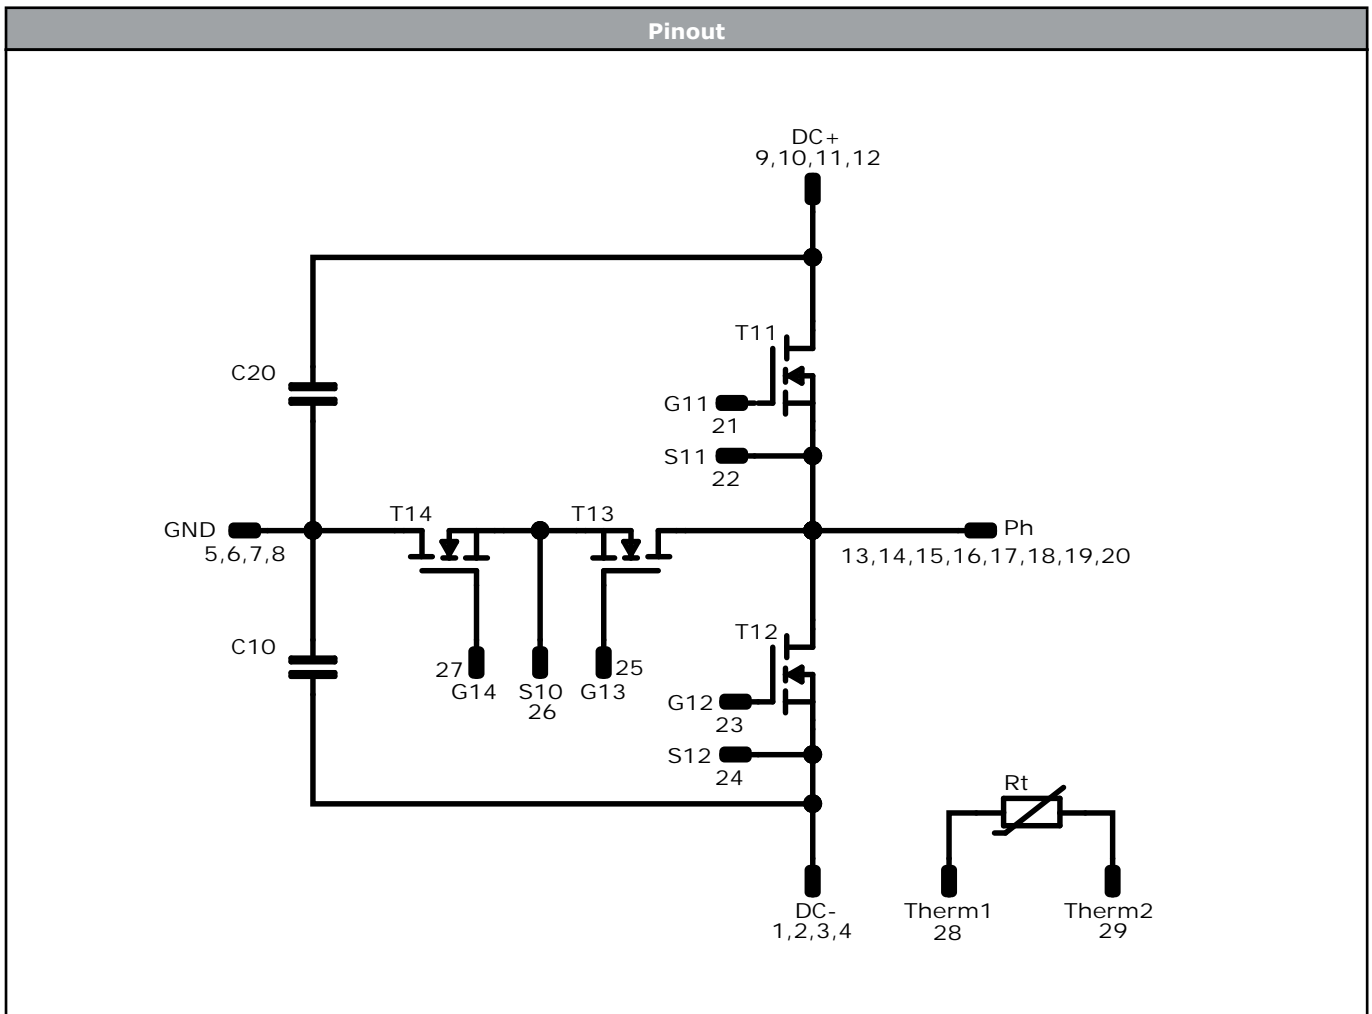 Pinout
DC+
9,10,11,12
T11
C20
G11
21
S11
22
T14
T13
GND
5,6,7,8
Ph
13,14,15,16,17,18,19,20
C10
T12
27
25
G14
S10
G13
26
G12
23
S12
24
Rt
DC-
1,2,3,4
Therm1
28
Therm2
29